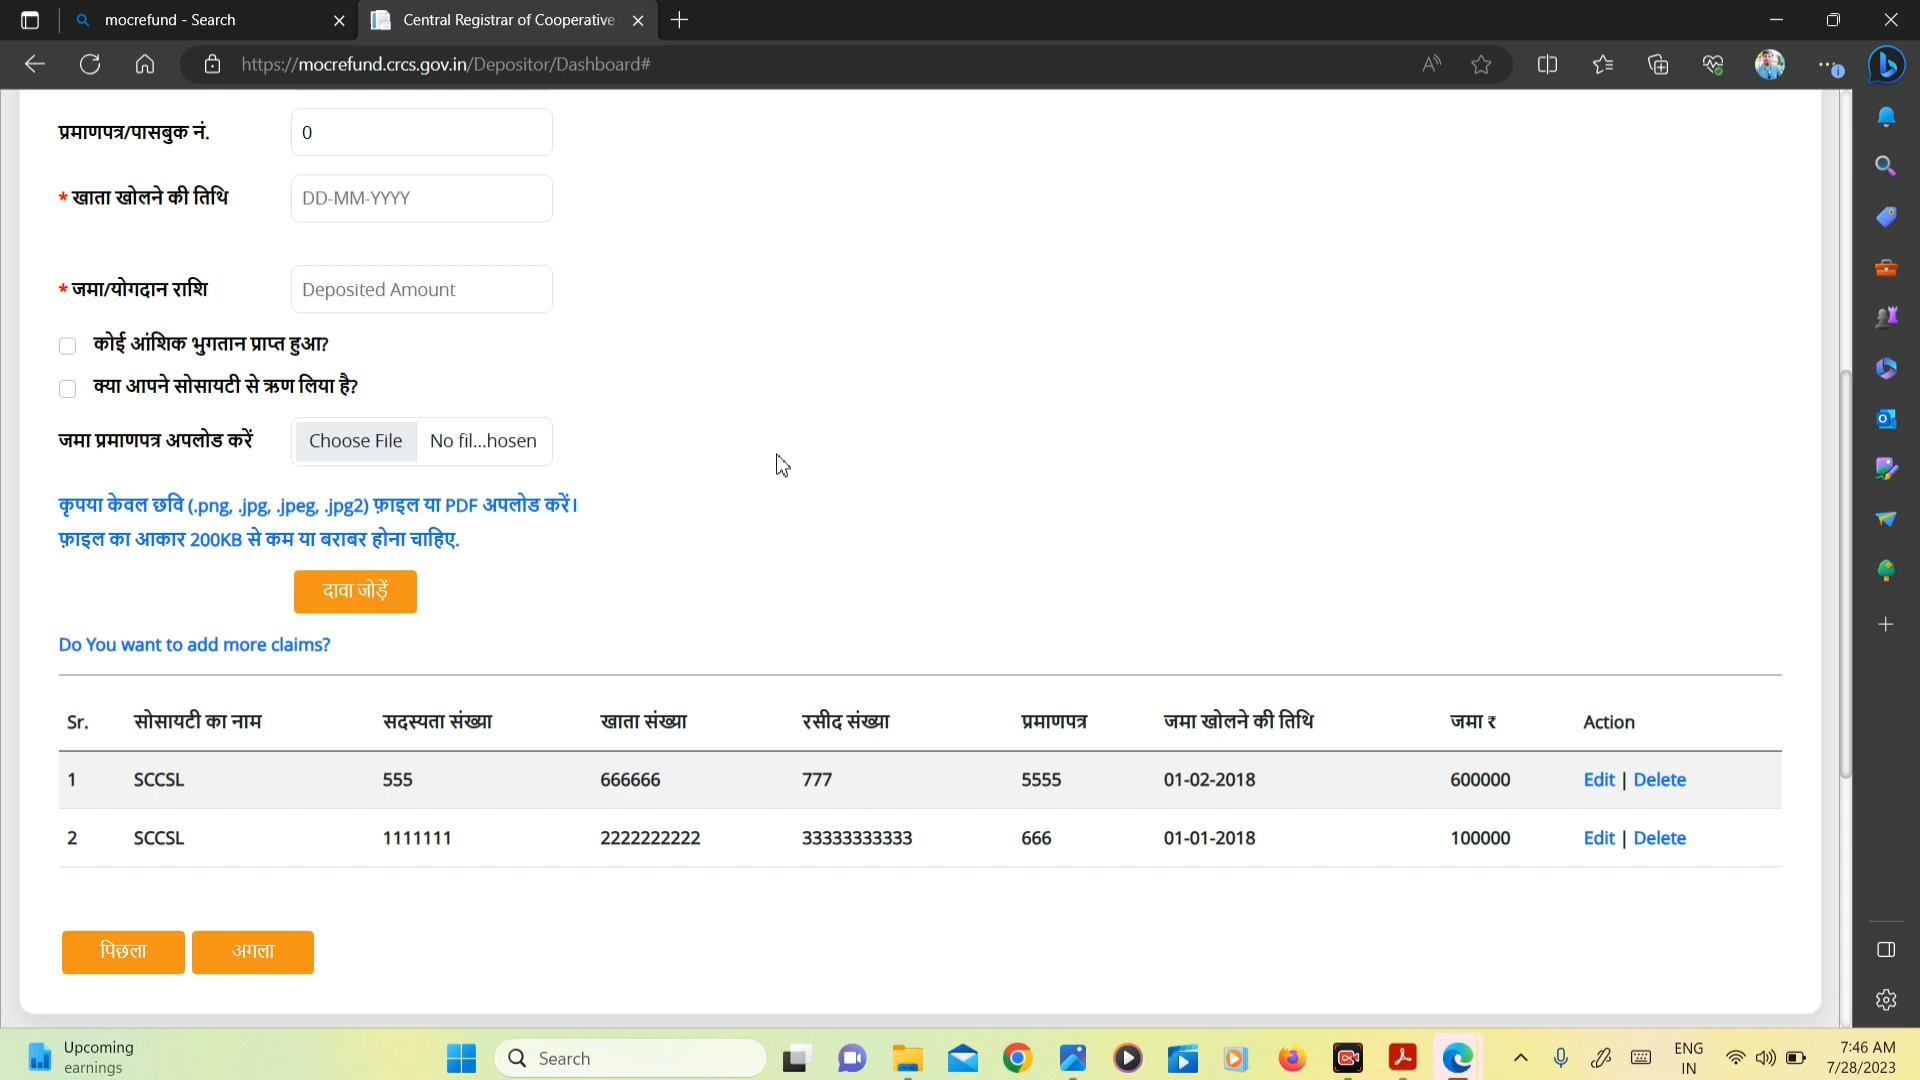 mocrefund - Search
Central Registrar of Cooperative
https://mocrefund.crcs.gov.in/Depositor/Dashboard#
प्रमाणपत्र/पासबुक नं. 0
* खाता खोलने की तिथि DD-MM-YYYY
* जमा/योगदान राशि Deposited Amount
कोई आंशिक भुगतान प्राप्त हुआ?
क्या आपने सोसायटी से ऋण लिया है?
जमा प्रमाणपत्र अपलोड करें Choose File No fil...hosen
कृपया केवल छवि (.png, .jpg, .jpeg, .jpg2) फ़ाइल या PDF अपलोड करें।
फ़ाइल का आकार 200KB से कम या बराबर होना चाहिए.
दावा जोड़ें
Do You want to add more claims?
Sr. सोसायटी का नाम सदस्यता संख्या खाता संख्या रसीद संख्या प्रमाणपत्र जमा खोलने की तिथि जमा ₹ Action
1 SCCSL 555 666666 777 5555 01-02-2018 600000 Edit | Delete
2 SCCSL 1111111 2222222222 33333333333 666 01-01-2018 100000 Edit | Delete
पिछला अगला
Upcoming
earnings
Search
ENG
IN
7:46 AM
7/28/2023